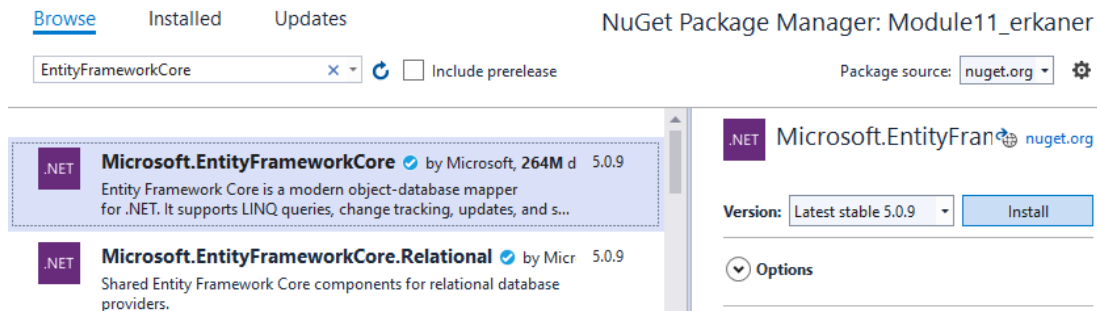 Browse Installed Updates NuGet Package Manager: Module11_erkaner
EntityFrameworkCore Include prerelease Package source: nuget.org
.NET Microsoft.EntityFrameworkCore by Microsoft, 264M d 5.0.9
Entity Framework Core is a modern object-database mapper
for .NET. It supports LINQ queries, change tracking, updates, and s...
.NET Microsoft.EntityFrameworkCore.Relational by Micr 5.0.9
Shared Entity Framework Core components for relational database
providers.
.NET Microsoft.EntityFran nuget.org
Version: Latest stable 5.0.9 Install
Options